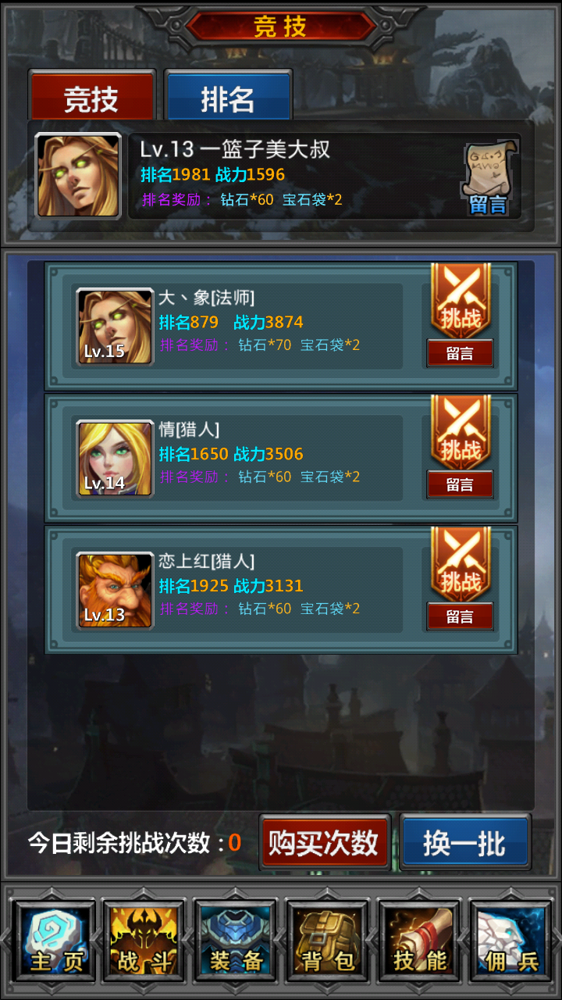 竞技
竞技 排名
Lv.13 一篮子美大叔
排名1981 战力1596
排名奖励： 钻石*60 宝石袋*2
留言
大丶象[法师]
排名879 战力3874
排名奖励： 钻石*70 宝石袋*2
Lv.15
挑战
留言
情[猎人]
排名1650 战力3506
排名奖励： 钻石*60 宝石袋*2
Lv.14
挑战
留言
恋上红[猎人]
排名1925 战力3131
排名奖励： 钻石*60 宝石袋*2
Lv.13
挑战
留言
今日剩余挑战次数 :0 购买次数 换一批
主页 战斗 装备 背包 技能 佣兵